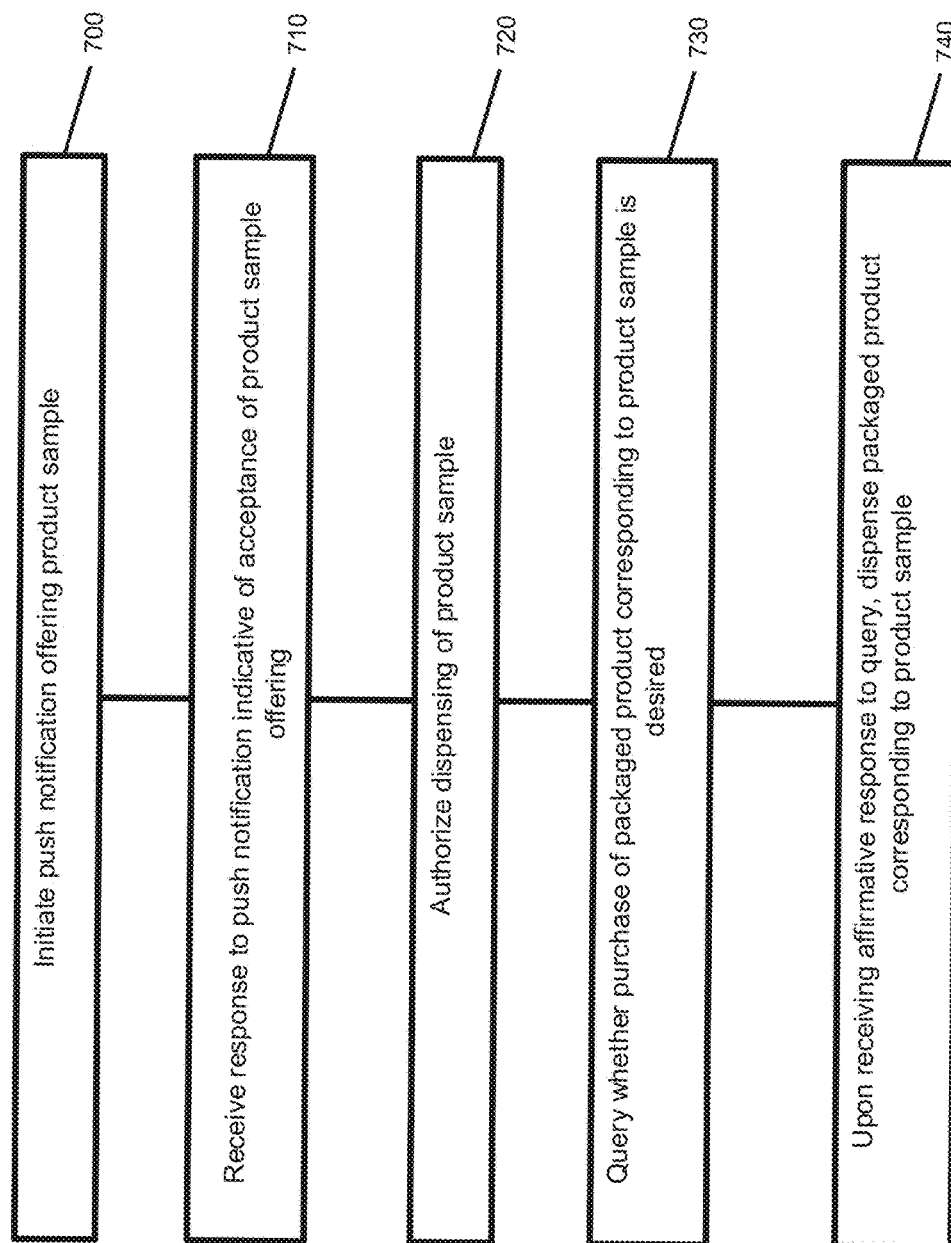 Initiate push notification offering product sample
700
Receive response to push notification indicative of acceptance of product sample
offering
710
Authorize dispensing of product sample
720
Query whether purchase of packaged product corresponding to product sample is
desired
730
Upon receiving affirmative response to query, dispense packaged product
corresponding to product sample
740